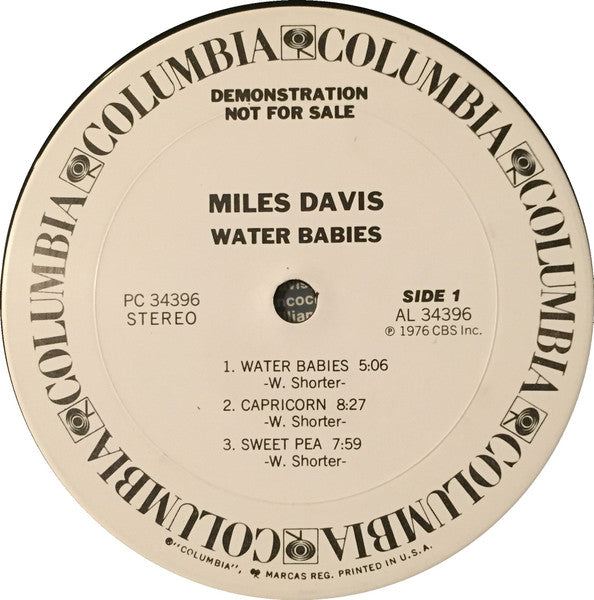 COLUMBIA COLUMBIA COLUMBIA COLUMBIA COLUMBIA COLUMBIA COLUMBIA COLUMBIA
DEMONSTRATION
NOT FOR SALE
MILES DAVIS
WATER BABIES
PC 34396
STEREO
SIDE 1
AL 34396
℗ 1976 CBS Inc.
1. WATER BABIES 5:06
-W. Shorter-
2. CAPRICORN 8:27
-W. Shorter-
3. SWEET PEA 7:59
-W. Shorter-
"COLUMBIA", MARCAS REG. PRINTED IN U.S.A.